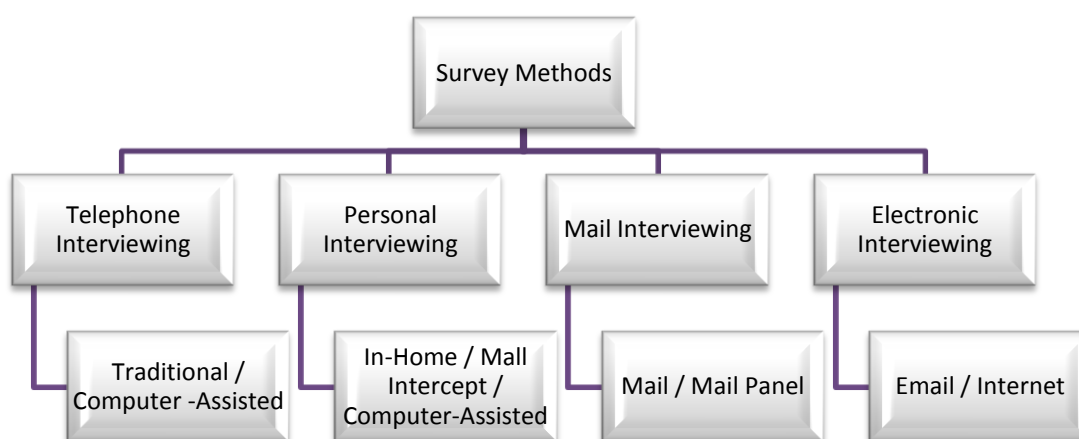 Survey Methods
Telephone
Interviewing
Personal
Interviewing
Mail Interviewing
Electronic
Interviewing
Traditional /
Computer -Assisted
In-Home / Mall
Intercept /
Computer-Assisted
Mail / Mail Panel
Email / Internet